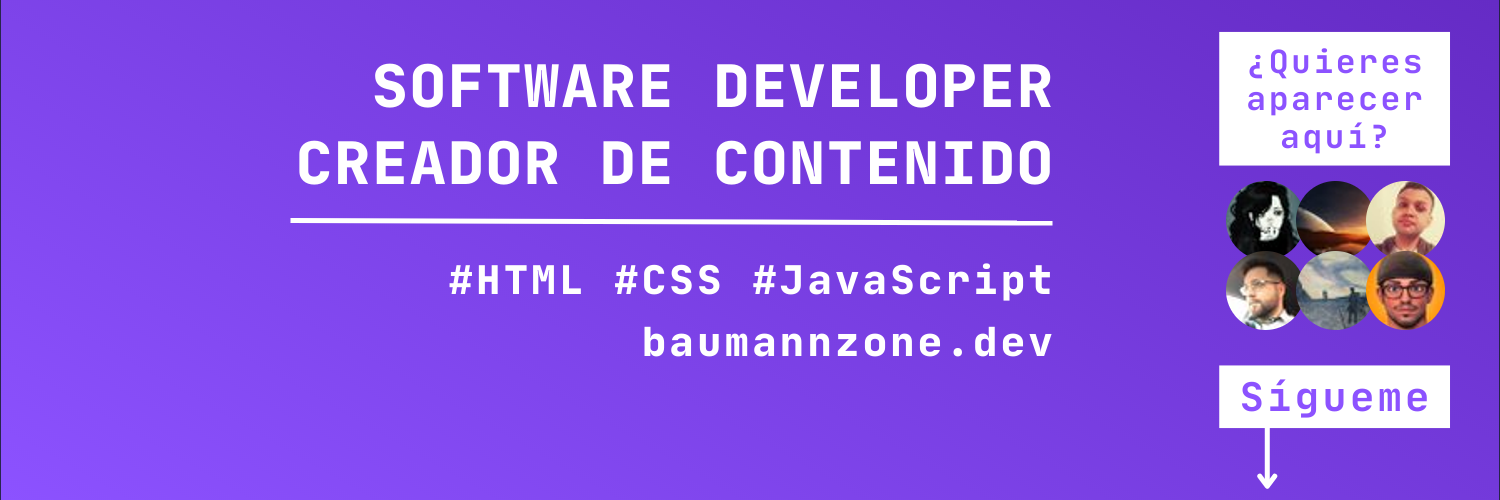 SOFTWARE DEVELOPER
CREADOR DE CONTENIDO
#HTML #CSS #JavaScript
baumannzone.dev
¿Quieres
aparecer
aquí?
Sígueme